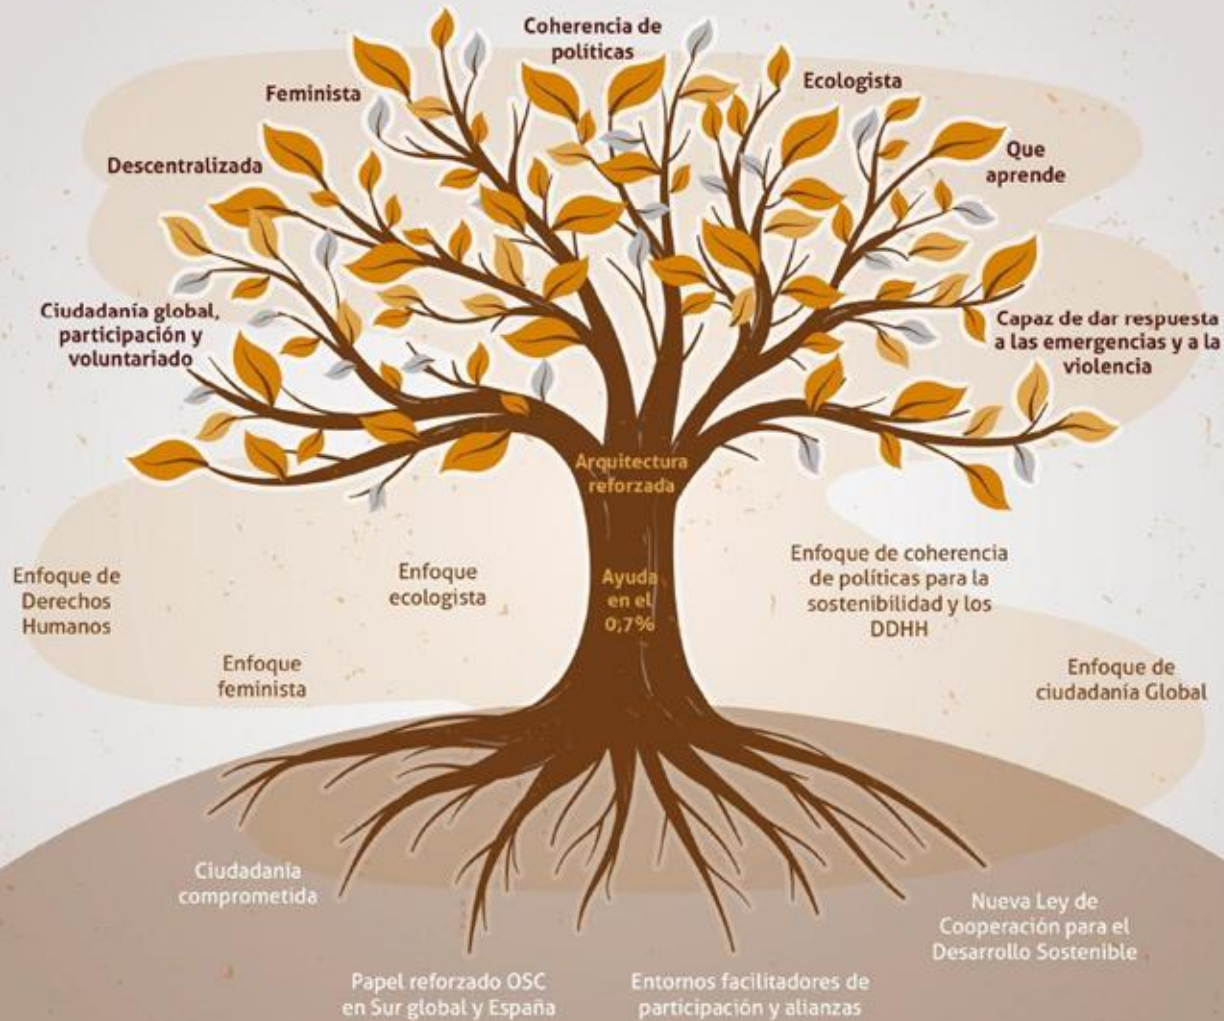 Coherencia de
políticas
Feminista
Ecologista
Descentralizada
Que
aprende
Ciudadanía global,
participación y
voluntariado
Capaz de dar respuesta
a las emergencias y a la
violencia
Arquitectura
reforzada
Enfoque de
Derechos
Humanos
Enfoque
ecologista
Ayuda
en el
0,7%
Enfoque de coherencia
de políticas para la
sostenibilidad y los
DDHH
Enfoque
feminista
Enfoque de
ciudadanía Global
Ciudadanía
comprometida
Nueva Ley de
Cooperación para el
Desarrollo Sostenible
Papel reforzado OSC
en Sur global y España
Entornos facilitadores de
participación y alianzas